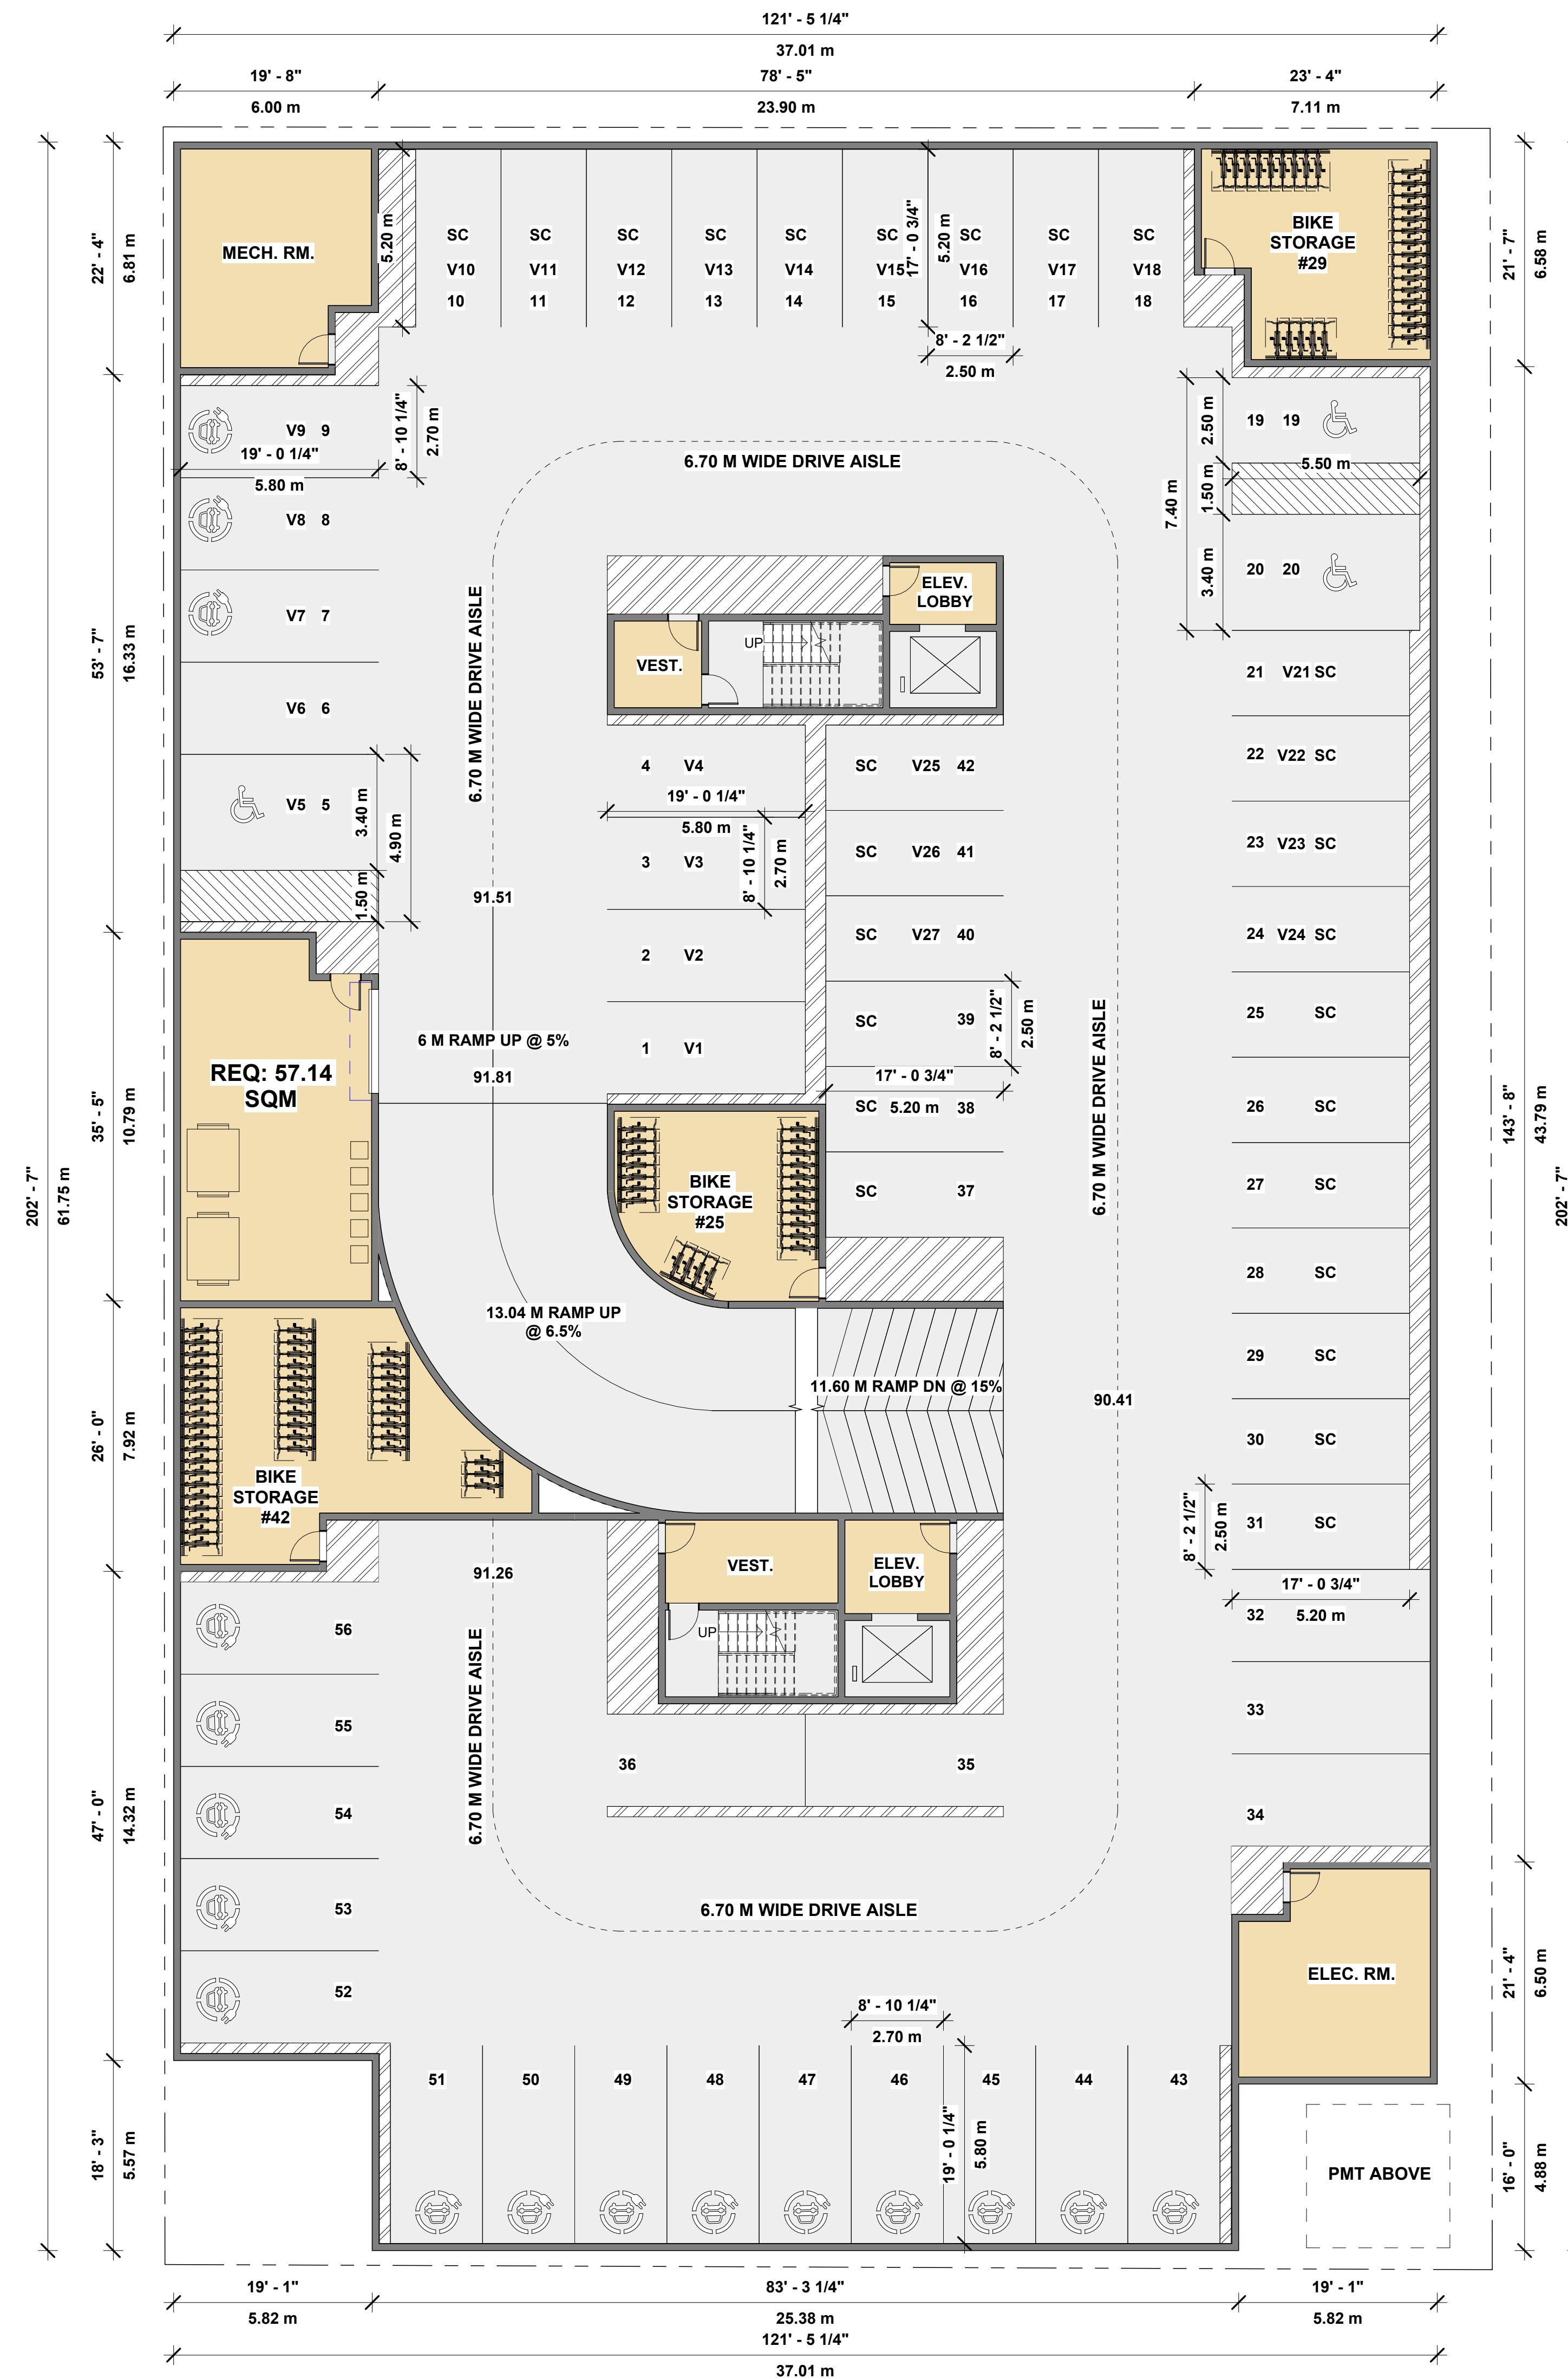 121' - 5 1/4"
37.01 m
19' - 8"
78' - 5"
23' - 4"
6.00 m
23.90 m
7.11 m
22' - 4"
6.81 m
MECH. RM.
5.20 m
SC SC SC SC SC SC SC SC SC
V10 V11 V12 V13 V14 V15 V16 V17 V18
10 11 12 13 14 15 16 17 18
17' - 0 3/4"
5.20 m
8' - 2 1/2"
2.50 m
BIKE
STORAGE
#29
21' - 7"
6.58 m
V9 9
19' - 0 1/4"
5.80 m
8' - 10 1/4"
2.70 m
6.70 M WIDE DRIVE AISLE
7.40 m
2.50 m
1.50 m
3.40 m
19 19
5.50 m
20 20
V8 8
V7 7
V6 6
V5 5
3.40 m
4.90 m
1.50 m
53' - 7"
16.33 m
6.70 M WIDE DRIVE AISLE
ELEV.
LOBBY
VEST.
UP
21 V21 SC
22 V22 SC
23 V23 SC
24 V24 SC
25 SC
26 SC
27 SC
28 SC
29 SC
30 SC
31 SC
4 V4
19' - 0 1/4"
5.80 m
8' - 10 1/4"
2.70 m
3 V3
2 V2
1 V1
SC V25 42
SC V26 41
SC V27 40
SC 39
8' - 2 1/2"
2.50 m
17' - 0 3/4"
5.20 m
SC 38
SC 37
91.51
6 M RAMP UP @ 5%
91.81
6.70 M WIDE DRIVE AISLE
143' - 8"
43.79 m
202' - 7"
202' - 7"
61.75 m
35' - 5"
10.79 m
REQ: 57.14
SQM
BIKE
STORAGE
#25
13.04 M RAMP UP
@ 6.5%
11.60 M RAMP DN @ 15%
90.41
26' - 0"
7.92 m
BIKE
STORAGE
#42
8' - 2 1/2"
2.50 m
17' - 0 3/4"
5.20 m
32
33
34
91.26
VEST.
ELEV.
LOBBY
UP
6.70 M WIDE DRIVE AISLE
36 35
56
55
54
53
52
47' - 0"
14.32 m
6.70 M WIDE DRIVE AISLE
ELEC. RM.
21' - 4"
6.50 m
8' - 10 1/4"
2.70 m
51 50 49 48 47 46 45 44 43
19' - 0 1/4"
5.80 m
18' - 3"
5.57 m
PMT ABOVE
16' - 0"
4.88 m
19' - 1"
83' - 3 1/4"
19' - 1"
5.82 m
25.38 m
5.82 m
121' - 5 1/4"
37.01 m